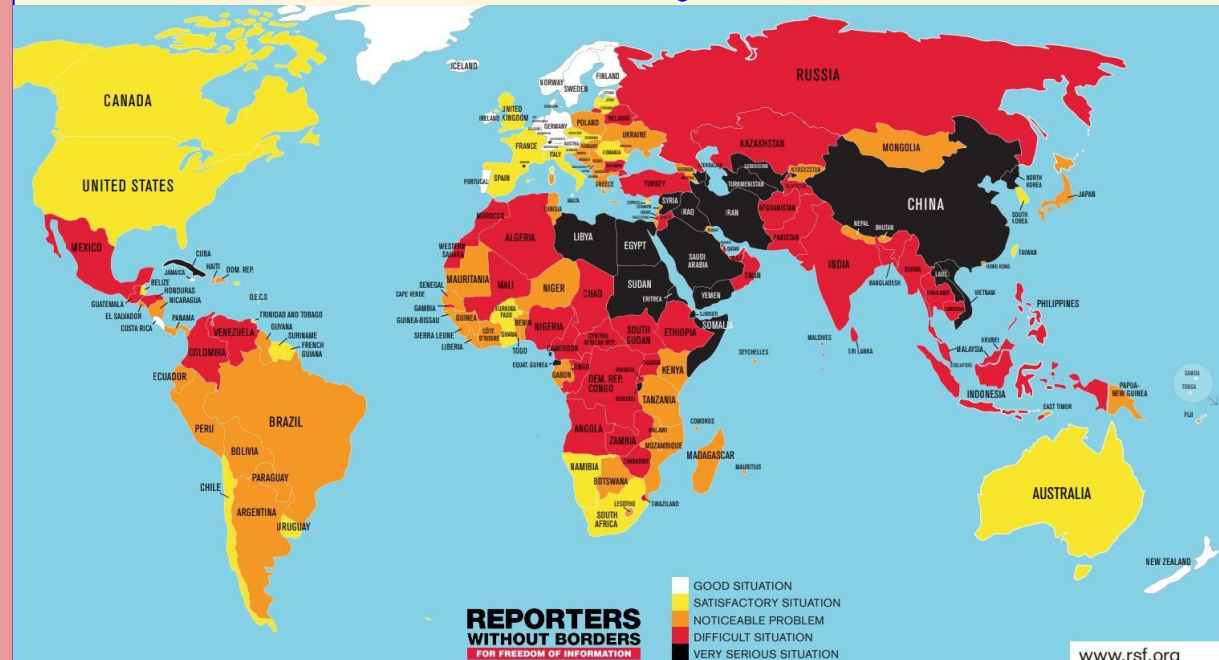 ICELAND
NORWAY
SWEDEN
FINLAND
RUSSIA
CANADA
UNITED STATES
IRELAND
UNITED
KINGDOM
GERMANY
POLAND
BELARUS
UKRAINE
FRANCE
AUSTRIA
ITALY
ROMANIA
PORTUGAL
SPAIN
GREECE
MALTA
TURKEY
KAZAKHSTAN
MONGOLIA
UZBEKISTAN
TURKMENISTAN
KYRGYZSTAN
CHINA
NORTH
KOREA
SOUTH
KOREA
JAPAN
TAIWAN
HONG KONG
SYRIA
IRAQ
IRAN
AFGHANISTAN
PAKISTAN
INDIA
NEPAL
BHUTAN
BANGLADESH
BURMA
LAOS
THAILAND
VIETNAM
PHILIPPINES
MALAYSIA
BRUNEI
SINGAPORE
INDONESIA
EAST TIMOR
PAPUA-
NEW GUINEA
SRI LANKA
MALDIVES
SAUDI
ARABIA
QATAR
OMAN
YEMEN
MOROCCO
WESTERN
SAHARA
ALGERIA
TUNISIA
LIBYA
EGYPT
MAURITANIA
MALI
NIGER
CHAD
SUDAN
ERITREA
DJIBOUTI
SOMALIA
ETHIOPIA
SOUTH
SUDAN
SENEGAL
CAPE VERDE
GAMBIA
GUINEA-BISSAU
GUINEA
SIERRA LEONE
LIBERIA
CÔTE
D'IVOIRE
BURKINA
FASO
GHANA
TOGO
BENIN
NIGERIA
CAMEROON
CENTRAL
AFRICAN REP.
EQUAT. GUINEA
GABON
CONGO
DEM. REP.
CONGO
UGANDA
RWANDA
BURUNDI
KENYA
TANZANIA
SEYCHELLES
COMOROS
MALAWI
MOZAMBIQUE
MADAGASCAR
MAURITIUS
ANGOLA
ZAMBIA
ZIMBABWE
NAMIBIA
BOTSWANA
LESOTHO
SWAZILAND
SOUTH
AFRICA
MEXICO
CUBA
JAMAICA
HAITI
DOM. REP.
BELIZE
HONDURAS
GUATEMALA
NICARAGUA
EL SALVADOR
COSTA RICA
PANAMA
O.E.C.S
TRINIDAD AND TOBAGO
GUYANA
SURINAME
FRENCH
GUIANA
VENEZUELA
COLOMBIA
ECUADOR
PERU
BRAZIL
BOLIVIA
PARAGUAY
CHILE
ARGENTINA
URUGUAY
SAMOA
TONGA
FIJI
AUSTRALIA
NEW ZEALAND
REPORTERS
WITHOUT BORDERS
FOR FREEDOM OF INFORMATION
GOOD SITUATION
SATISFACTORY SITUATION
NOTICEABLE PROBLEM
DIFFICULT SITUATION
VERY SERIOUS SITUATION
www.rsf.org